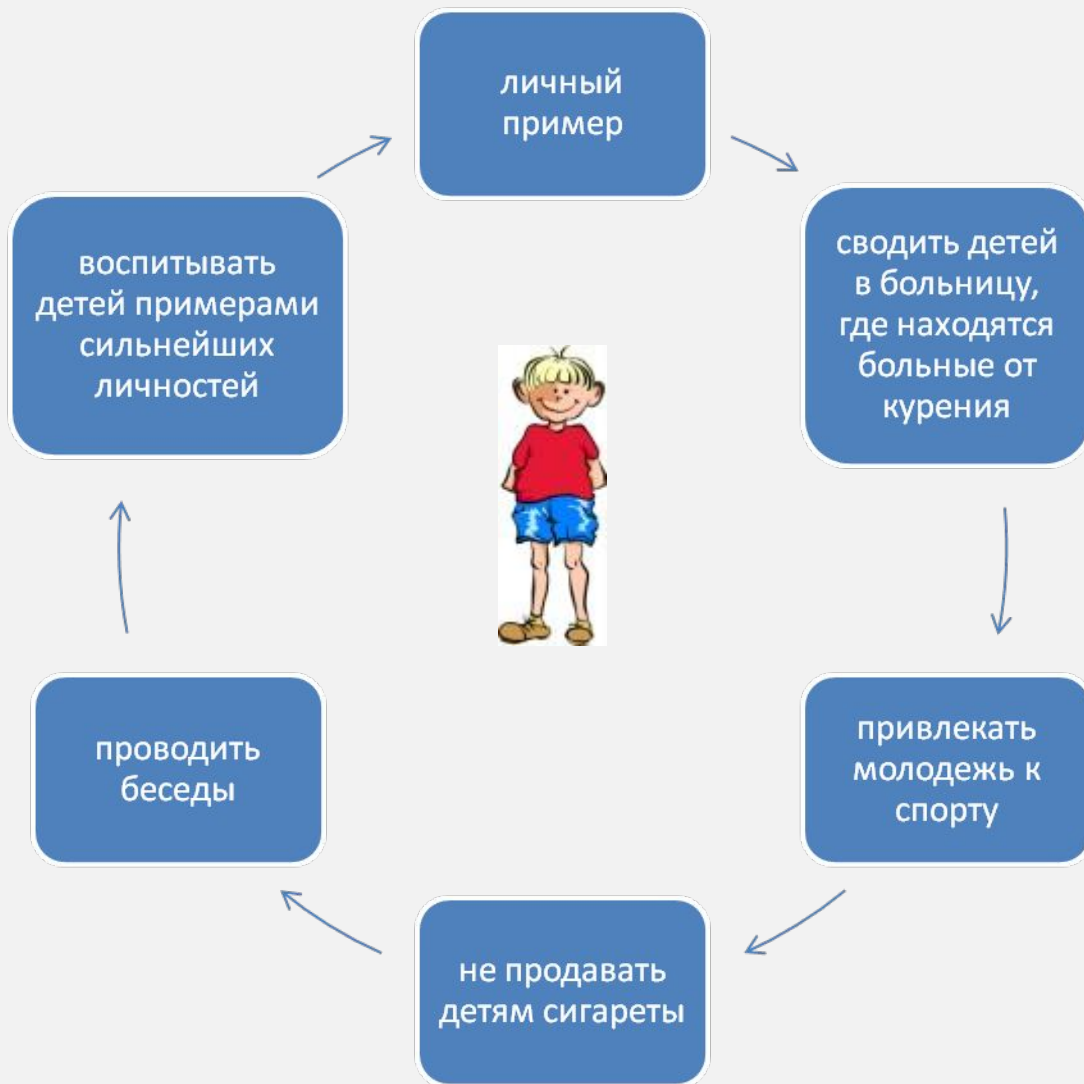 личный
пример
сводить детей
в больницу,
где находятся
больные от
курения
привлекать
молодежь к
спорту
не продавать
детям сигареты
проводить
беседы
воспитывать
детей примерами
сильнейших
личностей